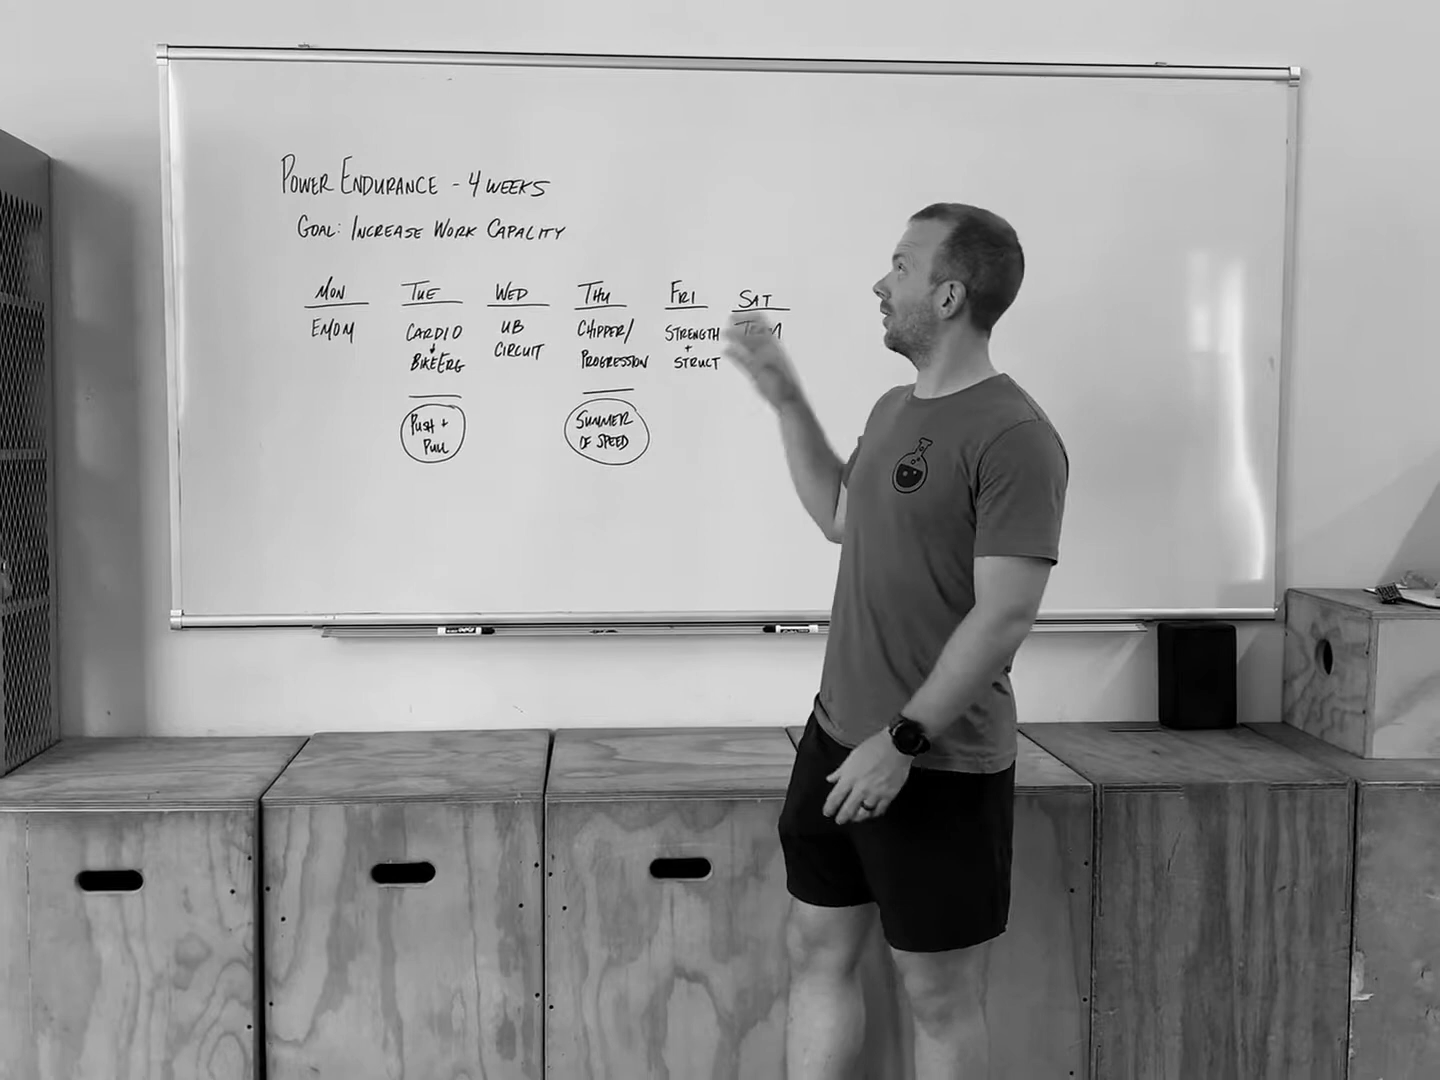 POWER ENDURANCE - 4 WEEKS
GOAL: INCREASE WORK CAPACITY
MON TUE WED THU FRI SAT
EMOM CARDIO UB CHIPPER/ STRENGTH TEAM
+ BIKEERG CIRCUIT PROGRESSION + STRUCT
PUSH + SUMMER
PULL OF SPEED